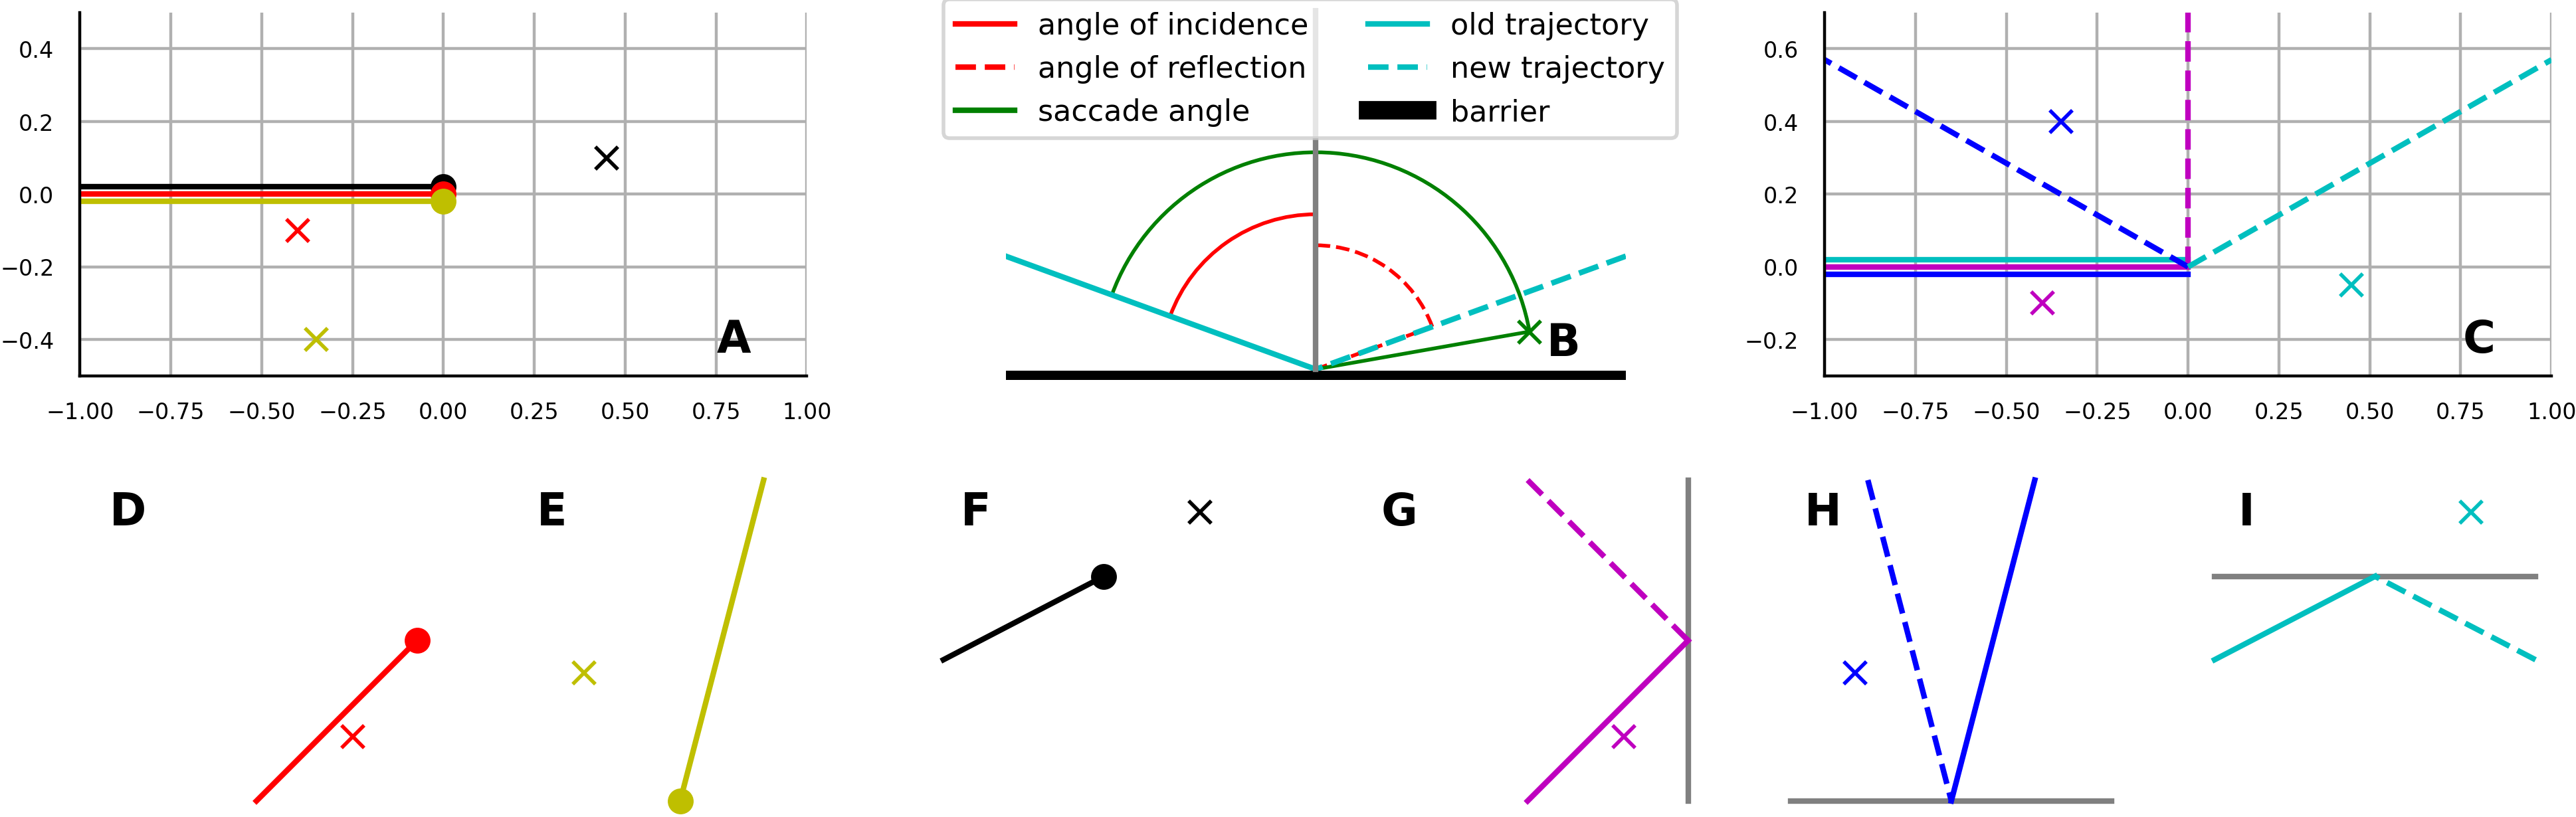 0.4
0.2
0.0
−0.2
−0.4
−1.00 −0.75 −0.50 −0.25 0.00 0.25 0.50 0.75 1.00
A
angle of incidence
angle of reflection
saccade angle
old trajectory
new trajectory
barrier
B
0.6
0.4
0.2
0.0
−0.2
−1.00 −0.75 −0.50 −0.25 0.00 0.25 0.50 0.75 1.00
C
D
E
F
G
H
I